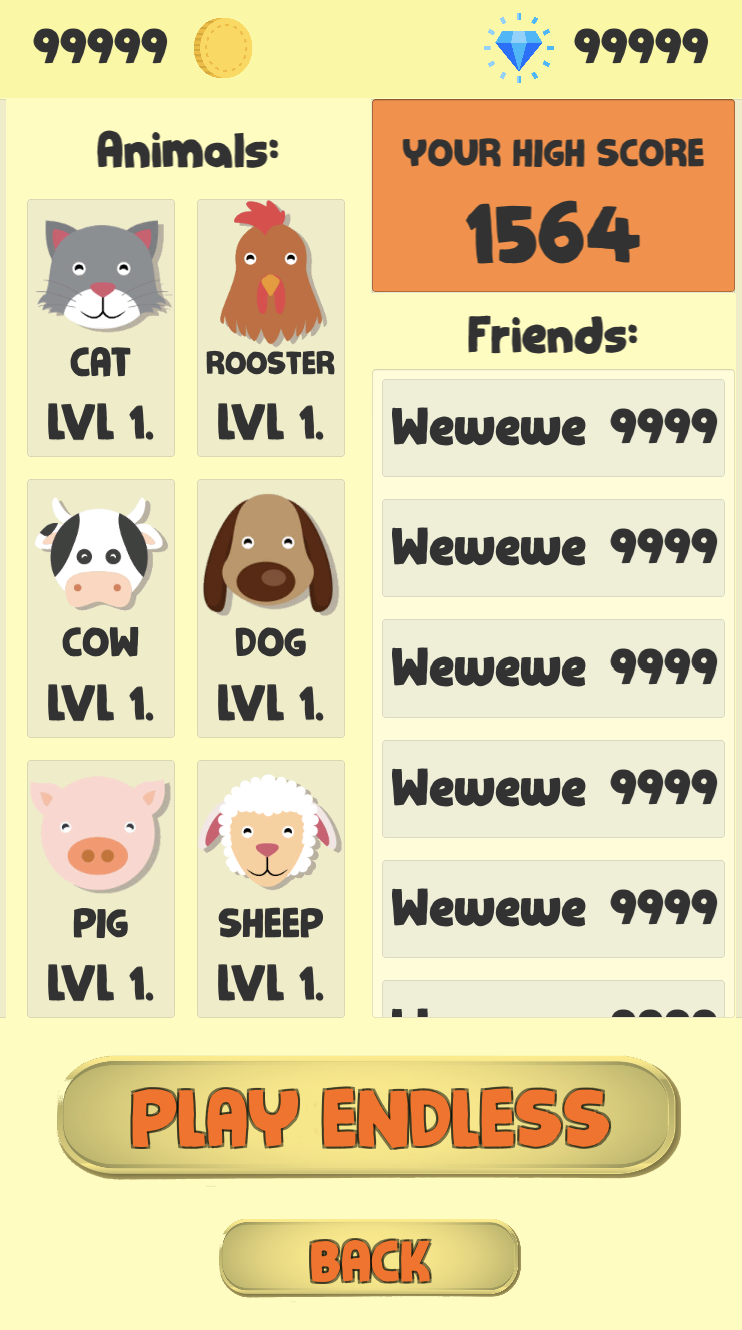 99999 99999
Animals:
CAT
LVL 1.
ROOSTER
LVL 1.
COW
LVL 1.
DOG
LVL 1.
PIG
LVL 1.
SHEEP
LVL 1.
YOUR HIGH SCORE
1564
Friends:
Wewewe 9999
Wewewe 9999
Wewewe 9999
Wewewe 9999
Wewewe 9999
PLAY ENDLESS
BACK